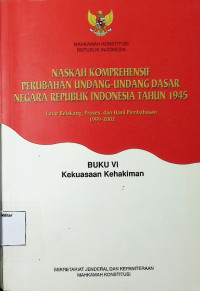 MAHKAMAH KONSTITUSI
REPUBLIK INDONESIA
NASKAH KOMPREHENSIF
PERUBAHAN UNDANG-UNDANG DASAR
NEGARA REPUBLIK INDONESIA TAHUN 1945
Latar Belakang, Proses, dan Hasil Pembahasan
1999-2002
BUKU VI
Kekuasaan Kehakiman
SEKRETARIAT JENDERAL DAN KEPANITERAAN
MAHKAMAH KONSTITUSI